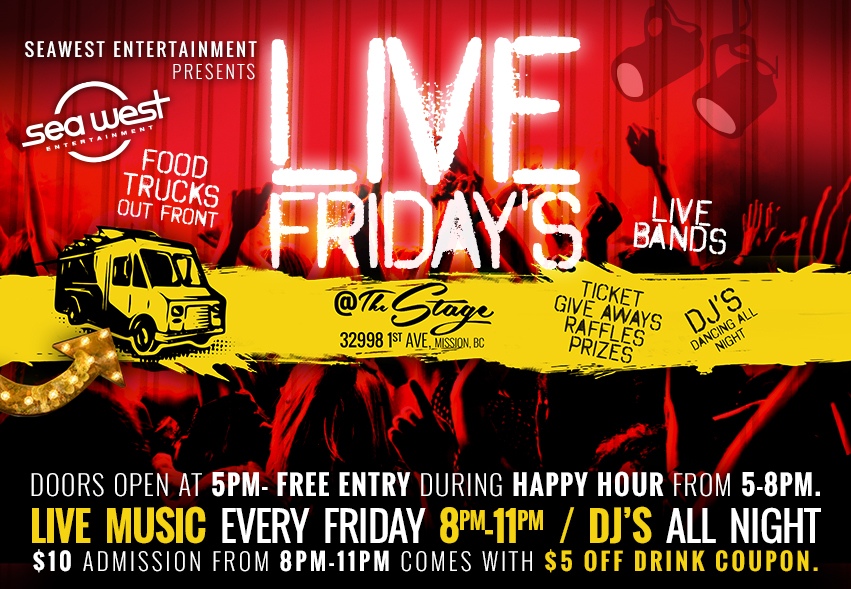 SEAWEST ENTERTAINMENT
PRESENTS
sea west
ENTERTAINMENT
LIVE
FRIDAY'S
FOOD
TRUCKS
OUT FRONT
LIVE
BANDS
@The Stage
32998 1ST AVE, MISSION, BC
TICKET
GIVE AWAYS
RAFFLES
PRIZES
DJ'S
DANCING ALL
NIGHT
DOORS OPEN AT 5PM- FREE ENTRY DURING HAPPY HOUR FROM 5-8PM.
LIVE MUSIC EVERY FRIDAY 8PM-11PM / DJ'S ALL NIGHT
$10 ADMISSION FROM 8PM-11PM COMES WITH $5 OFF DRINK COUPON.